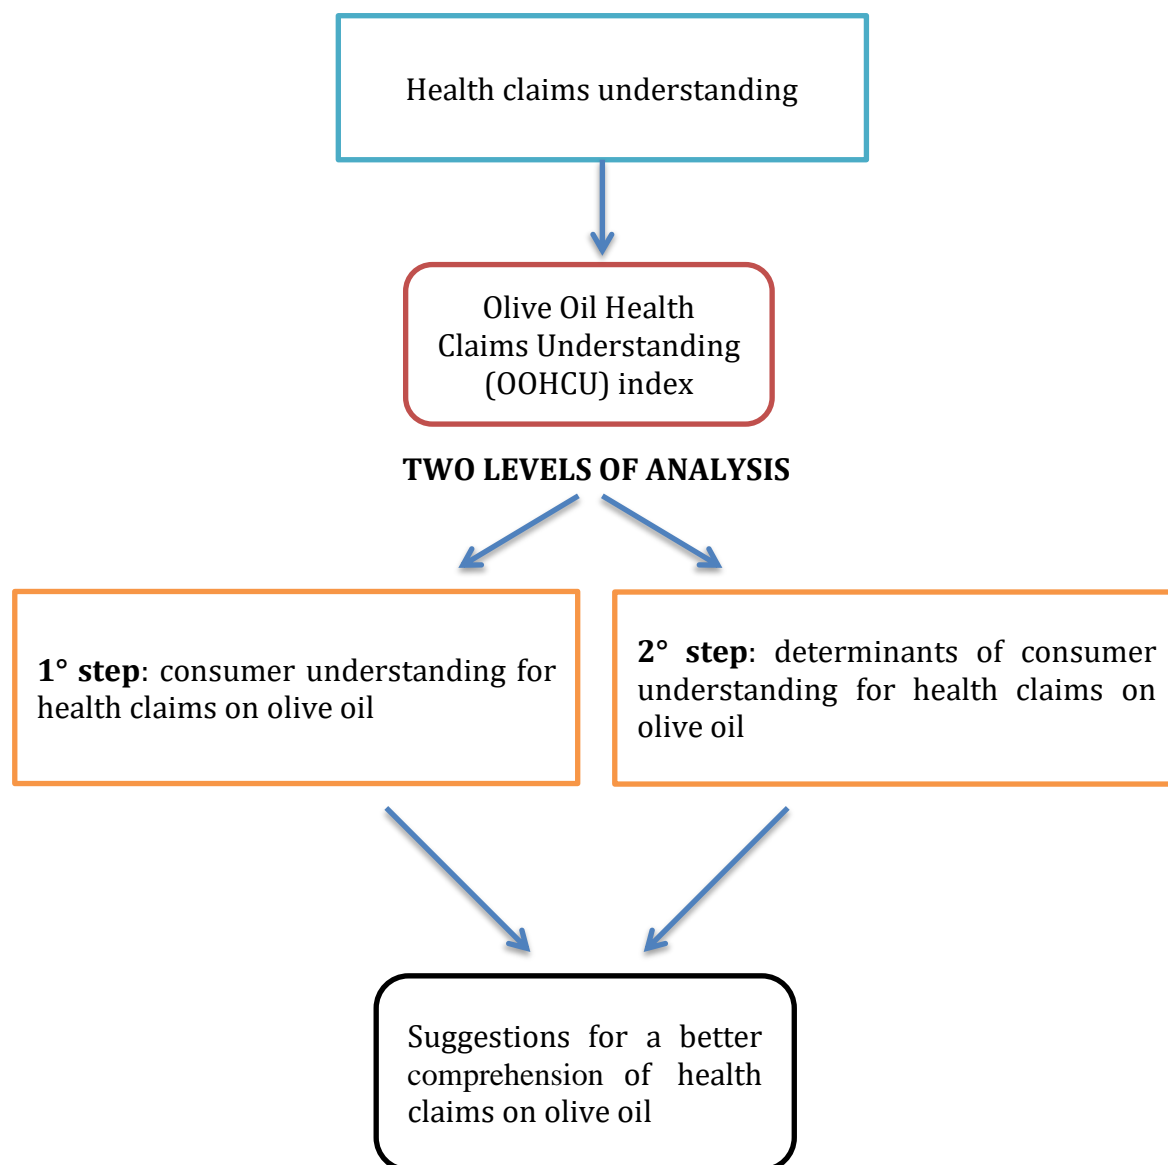 Health claims understanding
Olive Oil Health
Claims Understanding
(OOHCU) index
TWO LEVELS OF ANALYSIS
1° step: consumer understanding for
health claims on olive oil
2° step: determinants of consumer
understanding for health claims on
olive oil
Suggestions for a better
comprehension of health
claims on olive oil